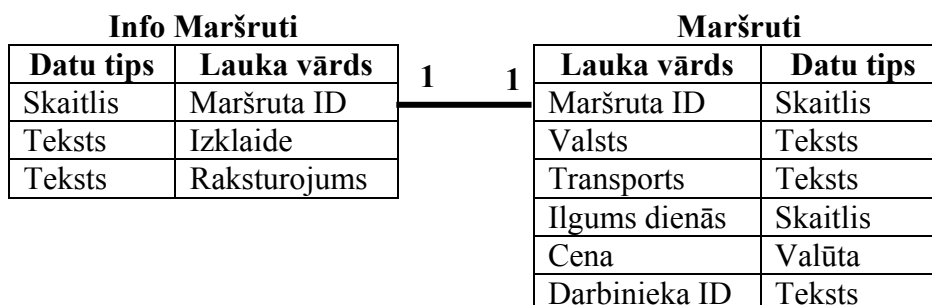 Info Maršruti Maršruti
Datu tips Lauka vārds 1 1 Lauka vārds Datu tips
Skaitlis Maršruta ID Maršruta ID Skaitlis
Teksts Izklaide Valsts Teksts
Teksts Raksturojums Transports Teksts
Ilgums dienās Skaitlis
Cena Valūta
Darbinieka ID Teksts